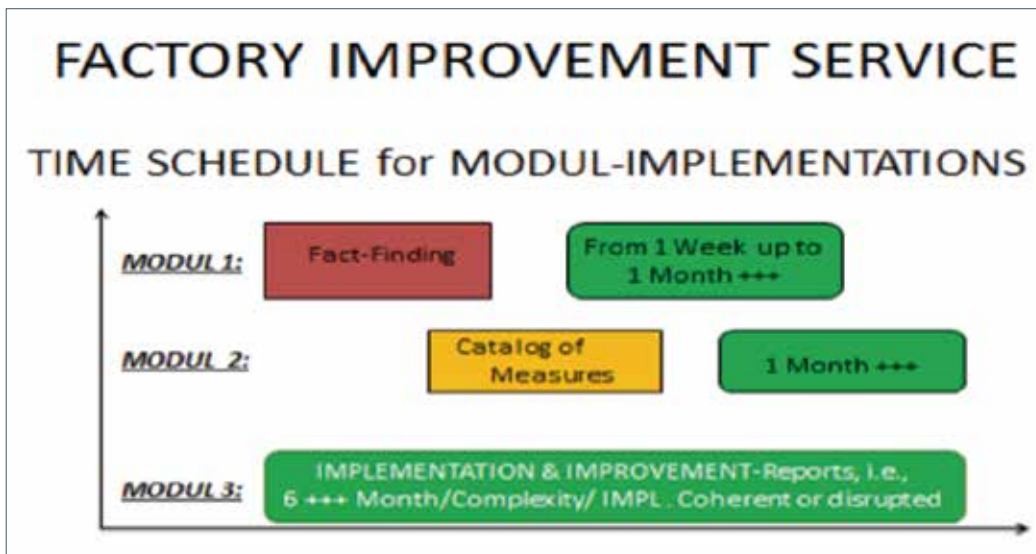 FACTORY IMPROVEMENT SERVICE
TIME SCHEDULE for MODUL-IMPLEMENTATIONS
MODUL 1:
Fact-Finding
From 1 Week up to
1 Month +++
MODUL 2:
Catalog of
Measures
1 Month +++
MODUL 3:
IMPLEMENTATION & IMPROVEMENT-Reports, i.e.,
6 +++ Month/Complexity/ IMPL. Coherent or disrupted